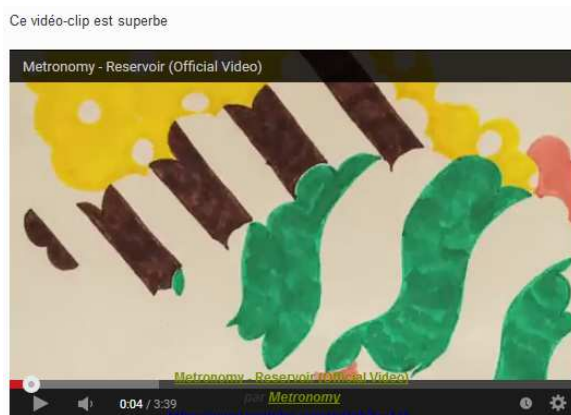 Ce vidéo-clip est superbe
Metronomy - Reservoir (Official Video)
Metronomy - Reservoir (Official Video)
par Metronomy
0:04 / 3:39